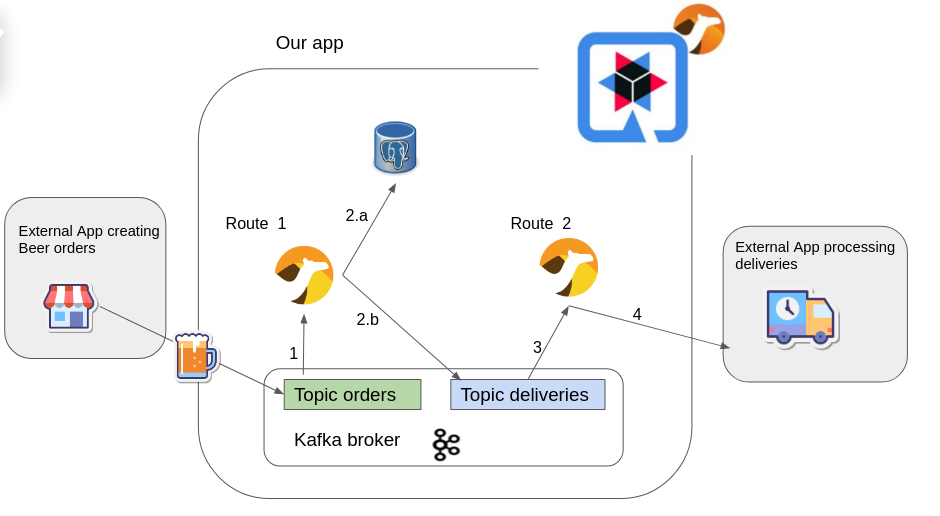 Our app
External App creating
Beer orders
Route 1
2.a
2.b
1
Route 2
3
4
External App processing
deliveries
Topic orders
Topic deliveries
Kafka broker